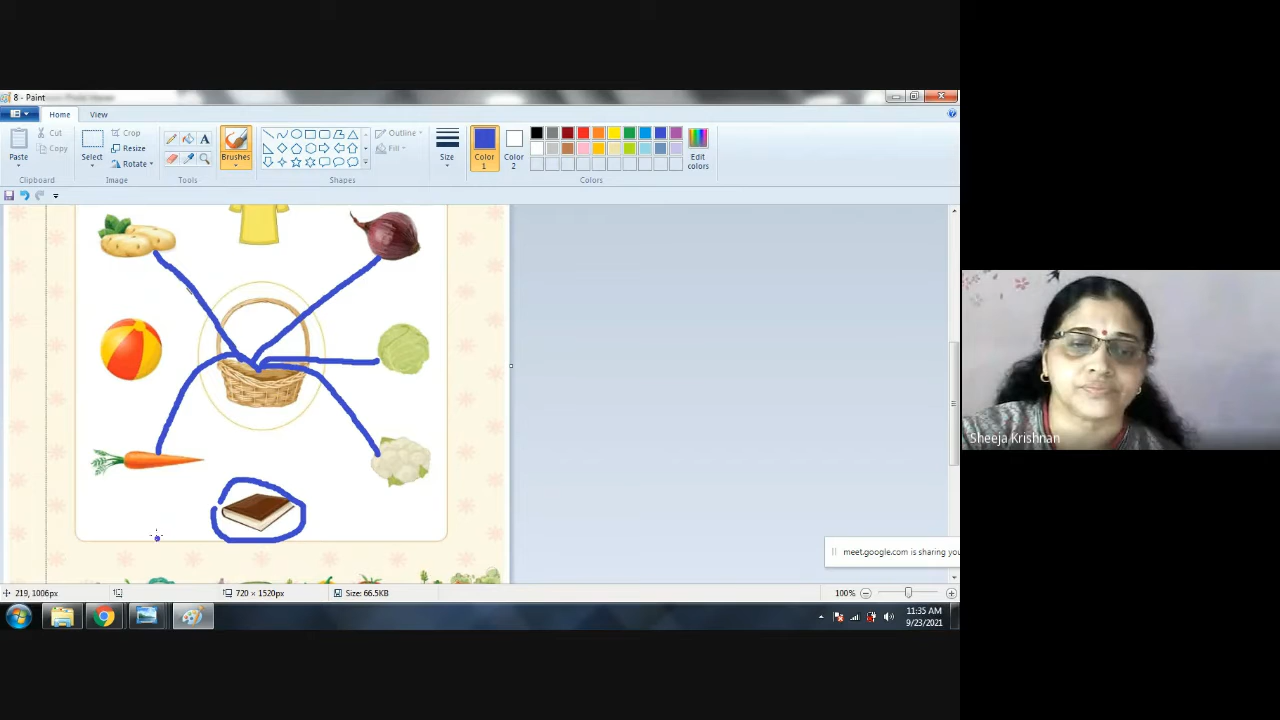 8 - Paint
Home View
Paste
Cut
Copy
Clipboard
Select
Crop
Resize
Rotate
Image
A
Tools
Brushes
Outline
Fill
Shapes
Size
Color 1
Color 2
Edit colors
Colors
Sheeja Krishnan
meet.google.com is sharing you
219, 1006px
720 × 1520px
Size: 66.5KB
100%
11:35 AM
9/23/2021